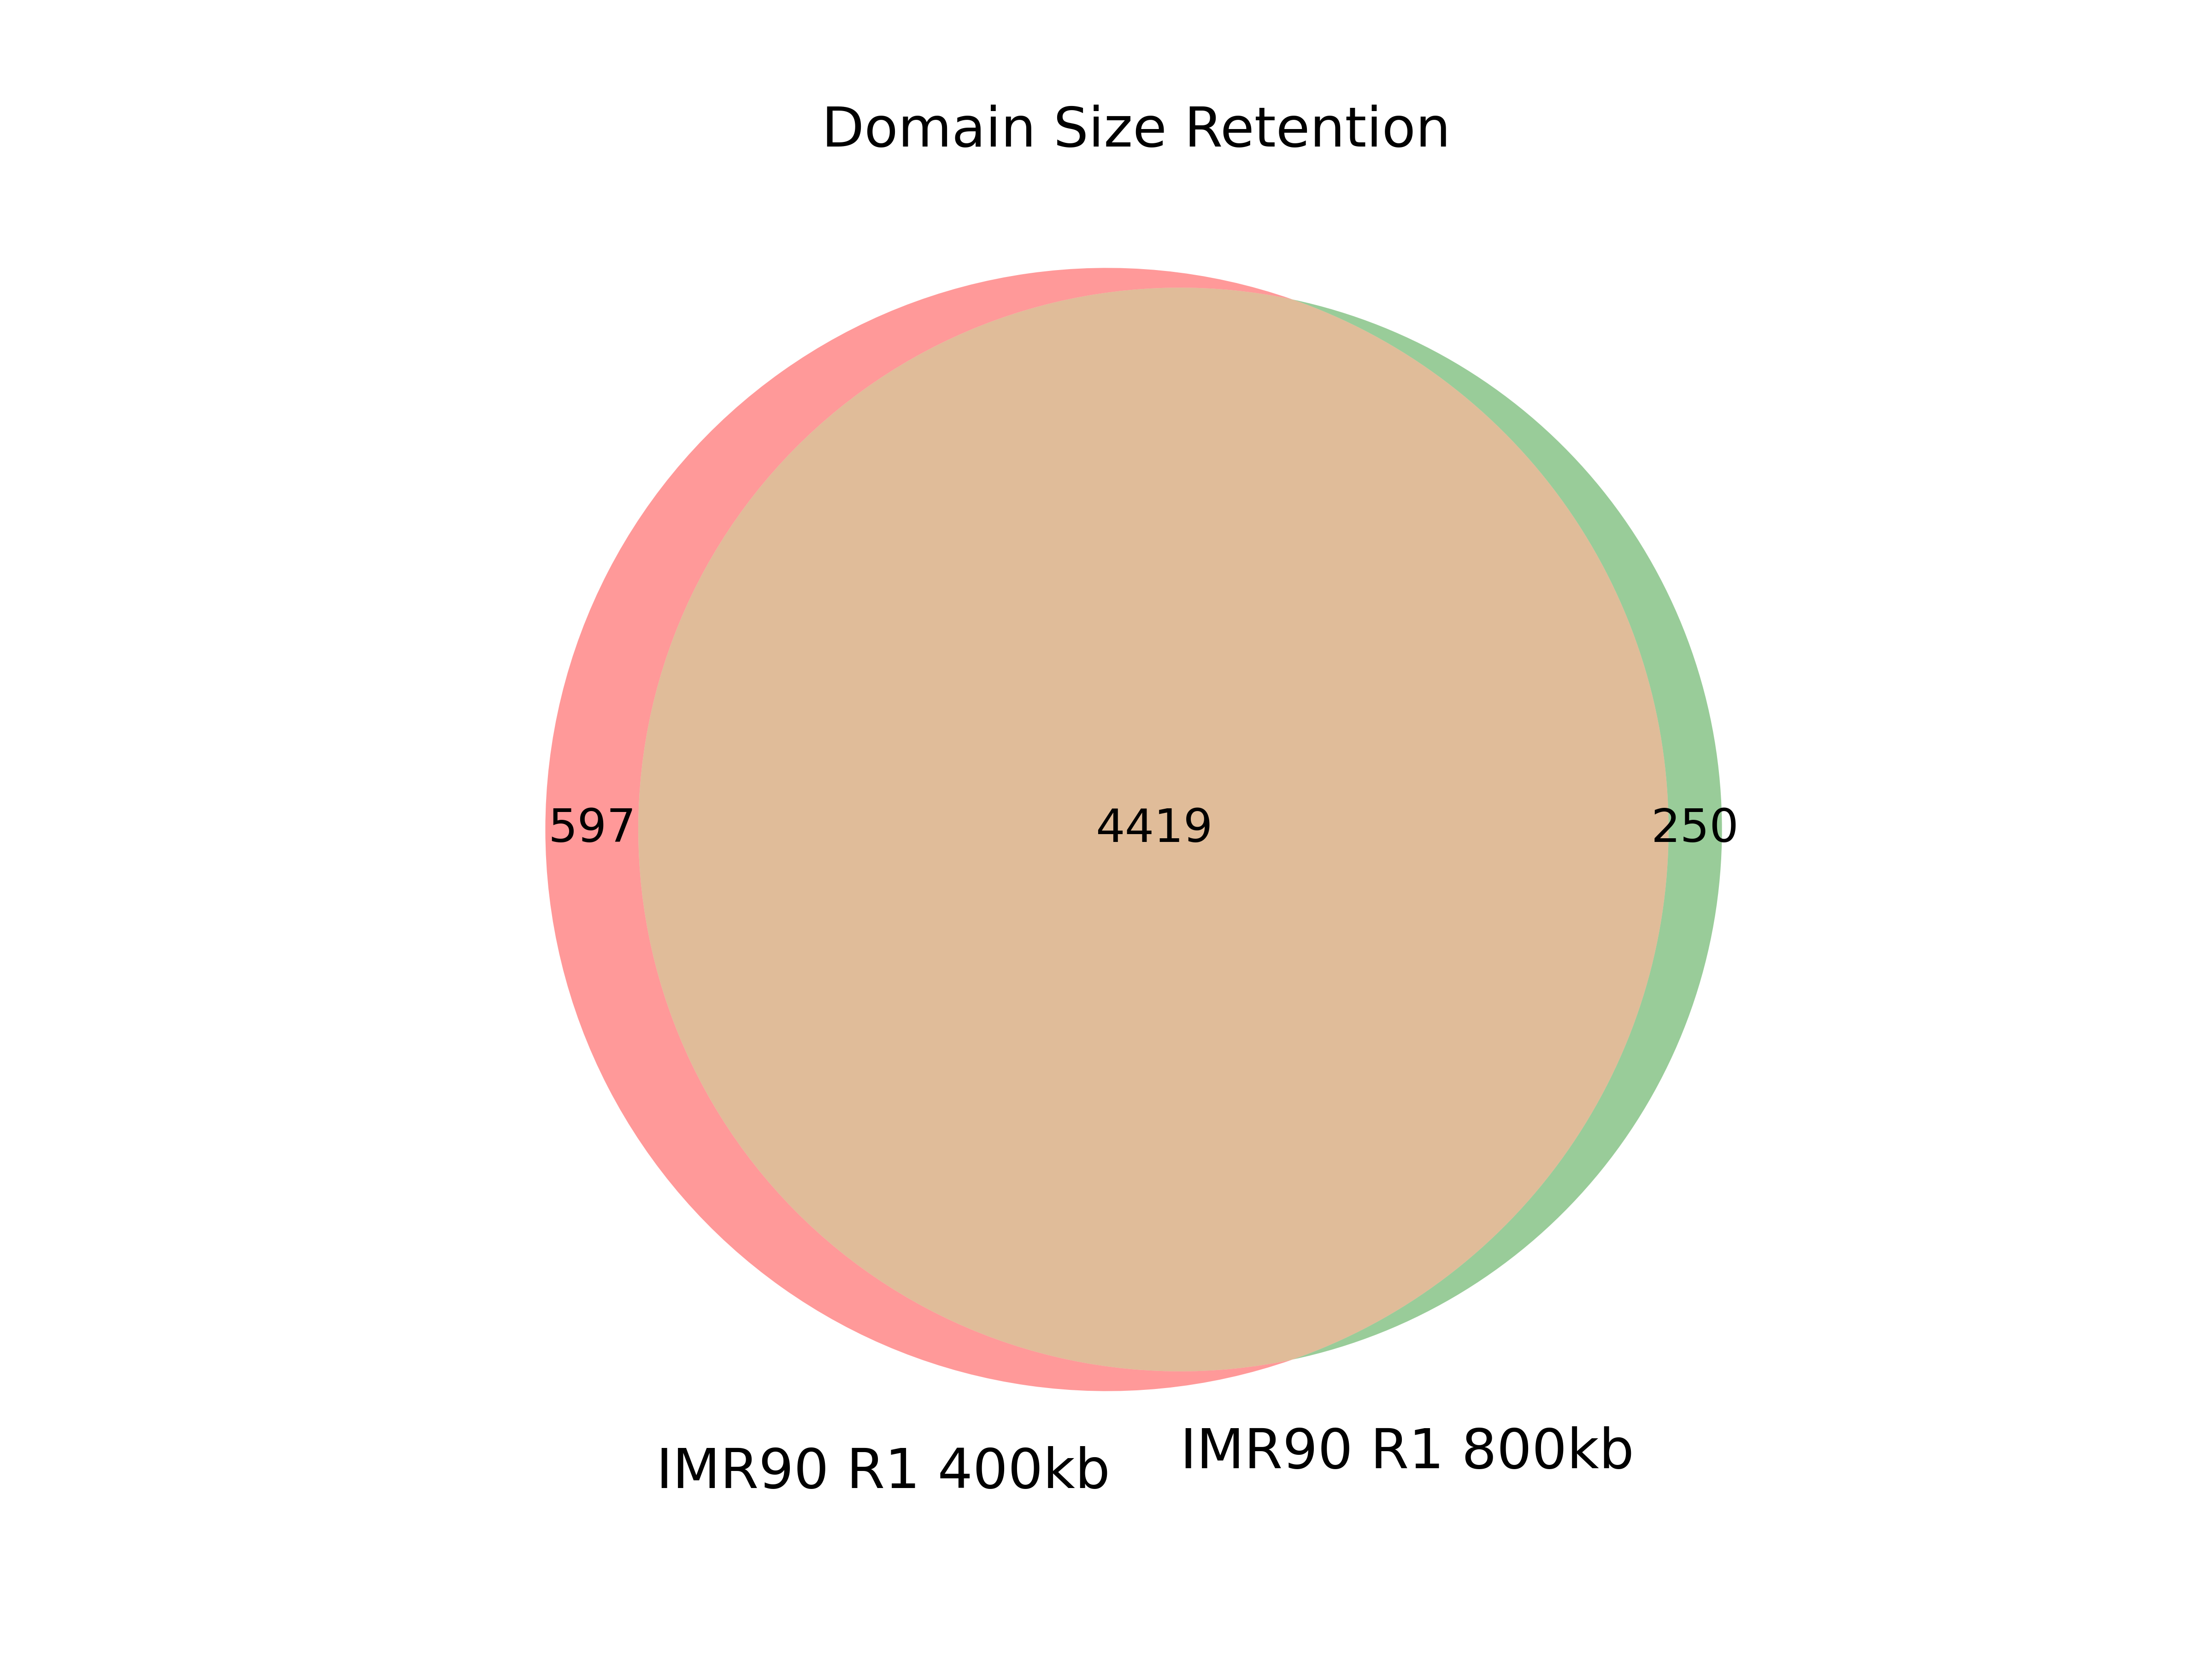 Domain Size Retention
597
4419
250
IMR90 R1 400kb
IMR90 R1 800kb